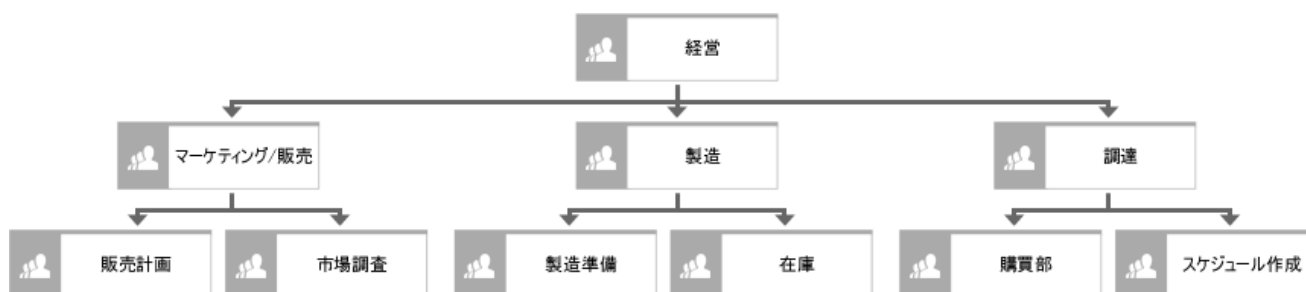 経営
マーケティング/販売
製造
調達
販売計画
市場調査
製造準備
在庫
購買部
スケジュール作成